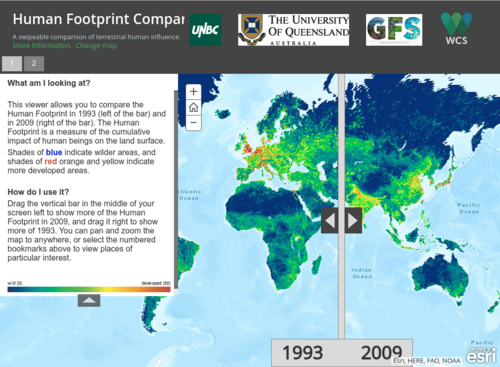 Human Footprint Compar
A swipeable comparison of terrestrial human influence.
More information Change map
UNBC
THE UNIVERSITY
OF QUEENSLAND
AUSTRALIA
GFS
WCS
1 2
What am I looking at?
This viewer allows you to compare the
Human Footprint in 1993 (left of the bar) and
in 2009 (right of the bar). The Human
Footprint is a measure of the cumulative
impact of human beings on the land surface.
Shades of blue indicate wilder areas, and
shades of red orange and yellow indicate
more developed areas.
How do I use it?
Drag the vertical bar in the middle of your
screen left to show more of the Human
Footprint in 2009, and drag it right to show
more of 1993. You can pan and zoom the
map to anywhere, or select the numbered
bookmarks above to view places of
particular interest.
wild (0) developed (50)
+
−
Atlantic
Ocean
Pacific
Ocean
Indian
Ocean
Pacific
1993 2009
Esri, HERE, FAO, NOAA
esri